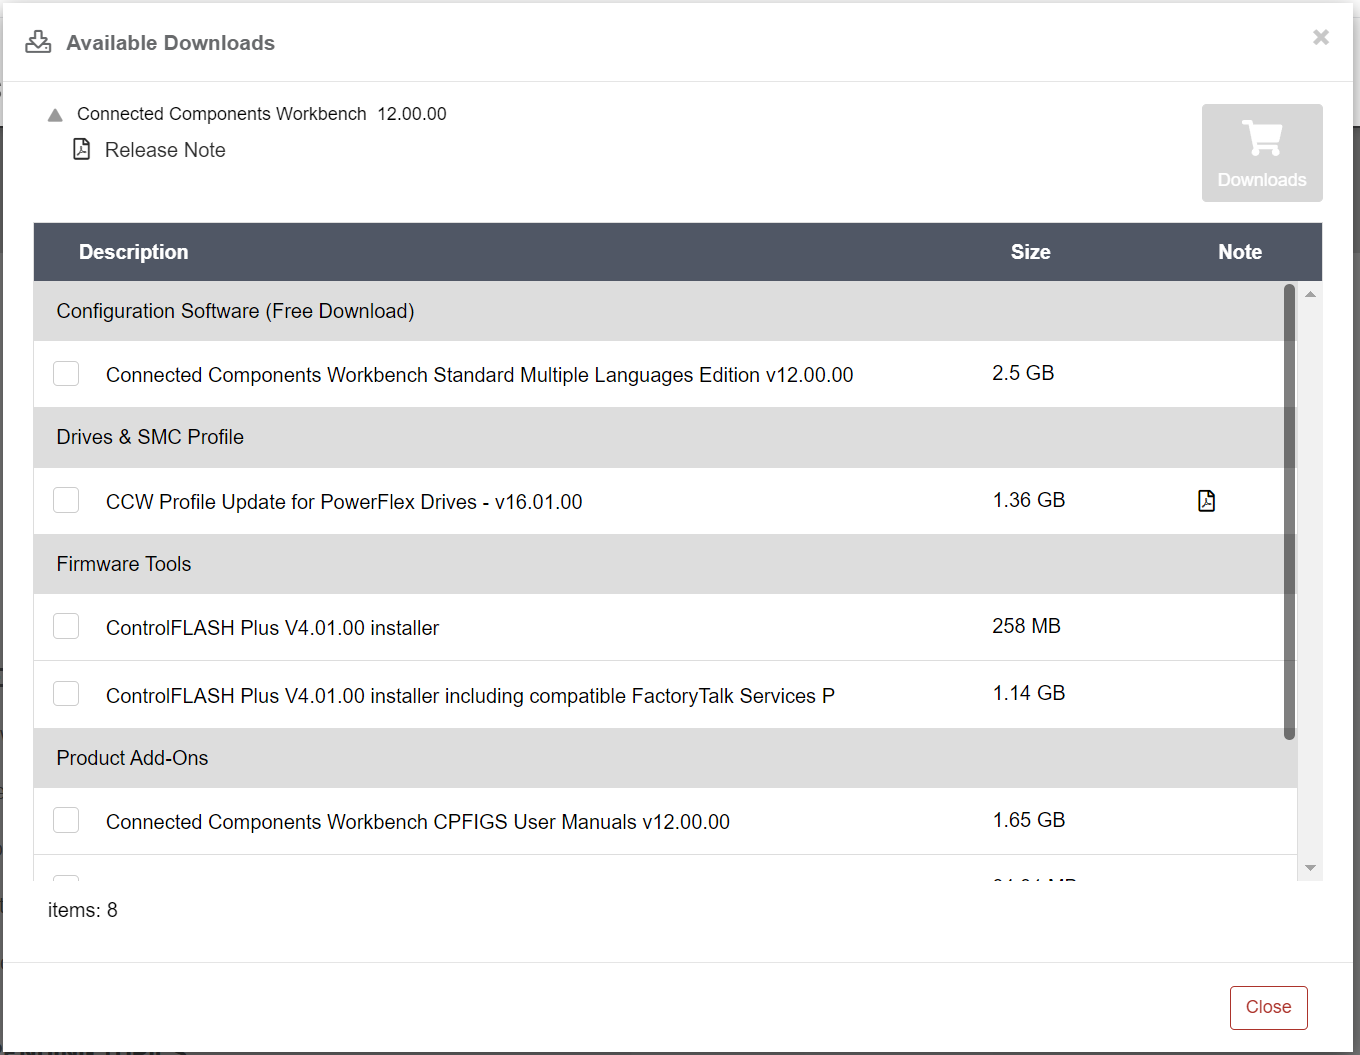 Available Downloads
Connected Components Workbench 12.00.00
Release Note
Downloads
Description Size Note
Configuration Software (Free Download)
Connected Components Workbench Standard Multiple Languages Edition v12.00.00 2.5 GB
Drives & SMC Profile
CCW Profile Update for PowerFlex Drives - v16.01.00 1.36 GB
Firmware Tools
ControlFLASH Plus V4.01.00 installer 258 MB
ControlFLASH Plus V4.01.00 installer including compatible FactoryTalk Services P 1.14 GB
Product Add-Ons
Connected Components Workbench CPFIGS User Manuals v12.00.00 1.65 GB
items: 8
Close